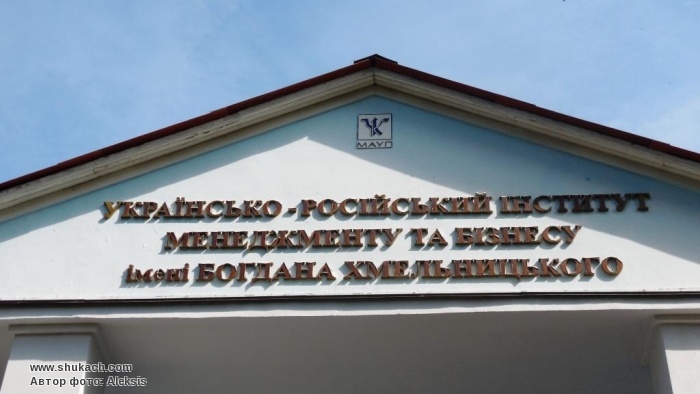 МАУП
УКРАЇНСЬКО-РОСІЙСЬКИЙ ІНСТИТУТ
МЕНЕДЖМЕНТУ ТА БІЗНЕСУ
імені БОГДАНА ХМЕЛЬНИЦЬКОГО
www.shukach.com
Автор фото: Aleksis